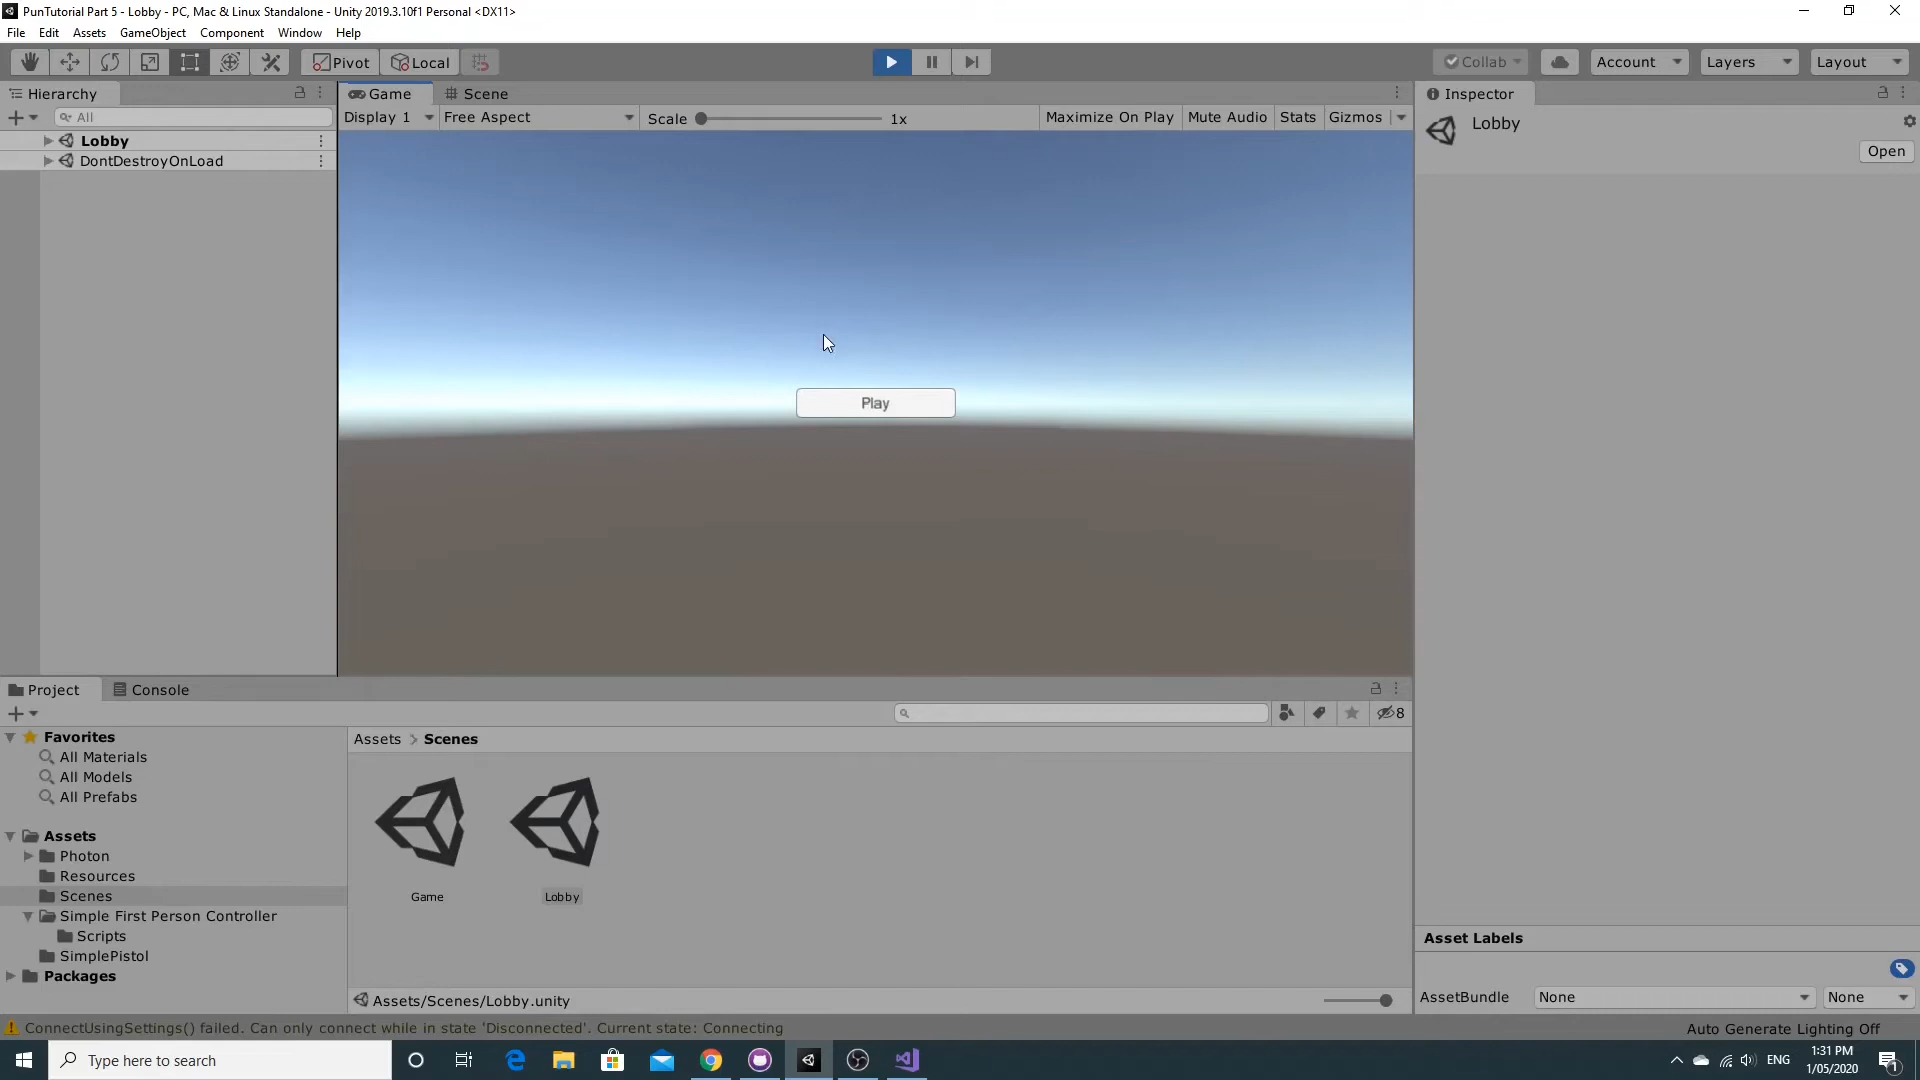 PunTutorial Part 5 - Lobby - PC, Mac & Linux Standalone - Unity 2019.3.10f1 Personal <DX11>
File Edit Assets GameObject Component Window Help
Pivot Local Collab Account Layers Layout
Hierarchy
All
Lobby
DontDestroyOnLoad
Game Scene
Display 1 Free Aspect Scale 1x Maximize On Play Mute Audio Stats Gizmos
Play
Inspector
Lobby
Open
Project Console
8
Favorites
All Materials
All Models
All Prefabs
Assets
Photon
Resources
Scenes
Simple First Person Controller
Scripts
SimplePistol
Packages
Assets > Scenes
Game Lobby
Assets/Scenes/Lobby.unity
Asset Labels
AssetBundle None None
ConnectUsingSettings() failed. Can only connect while in state 'Disconnected'. Current state: Connecting
Auto Generate Lighting Off
Type here to search
ENG
1:31 PM
1/05/2020
1